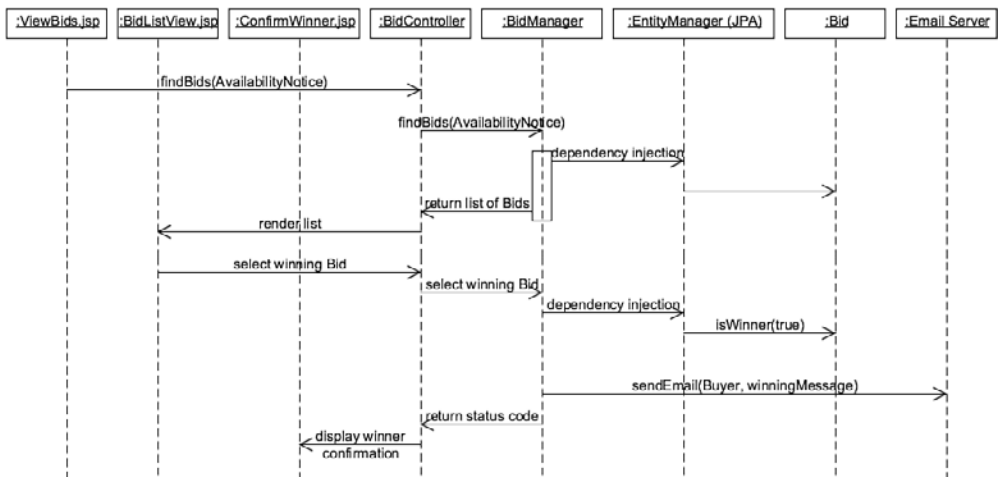 :ViewBids.jsp :BidListView.jsp :ConfirmWinner.jsp :BidController :BidManager :EntityManager (JPA) :Bid :Email Server
findBids(AvailabilityNotice)
findBids(AvailabilityNotice)
dependency injection
return list of Bids
render list
select winning Bid
select winning Bid
dependency injection
isWinner(true)
sendEmail(Buyer, winningMessage)
return status code
display winner
confirmation